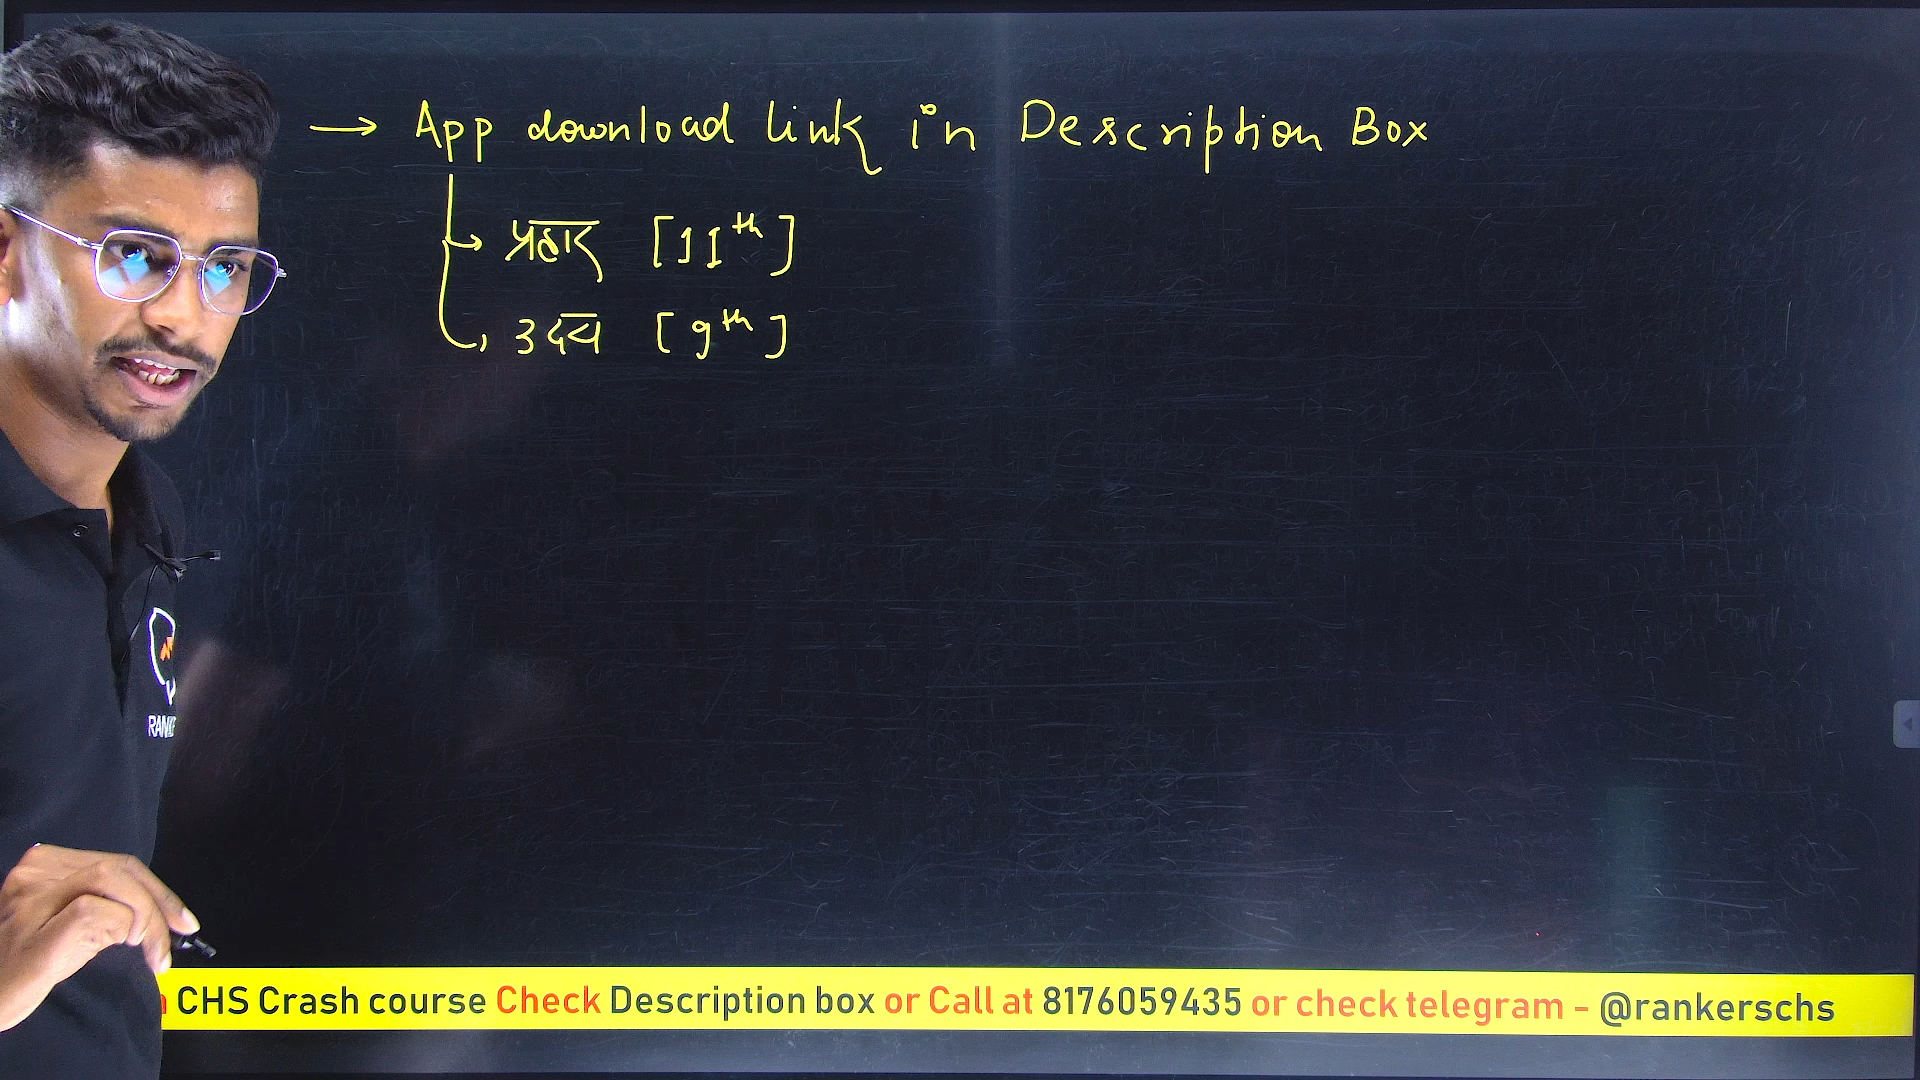 → App download link in Description Box
→ प्रहार [11th]
→ उदय [9th]
RANK
CHS Crash course Check Description box or Call at 8176059435 or check telegram - @rankerschs